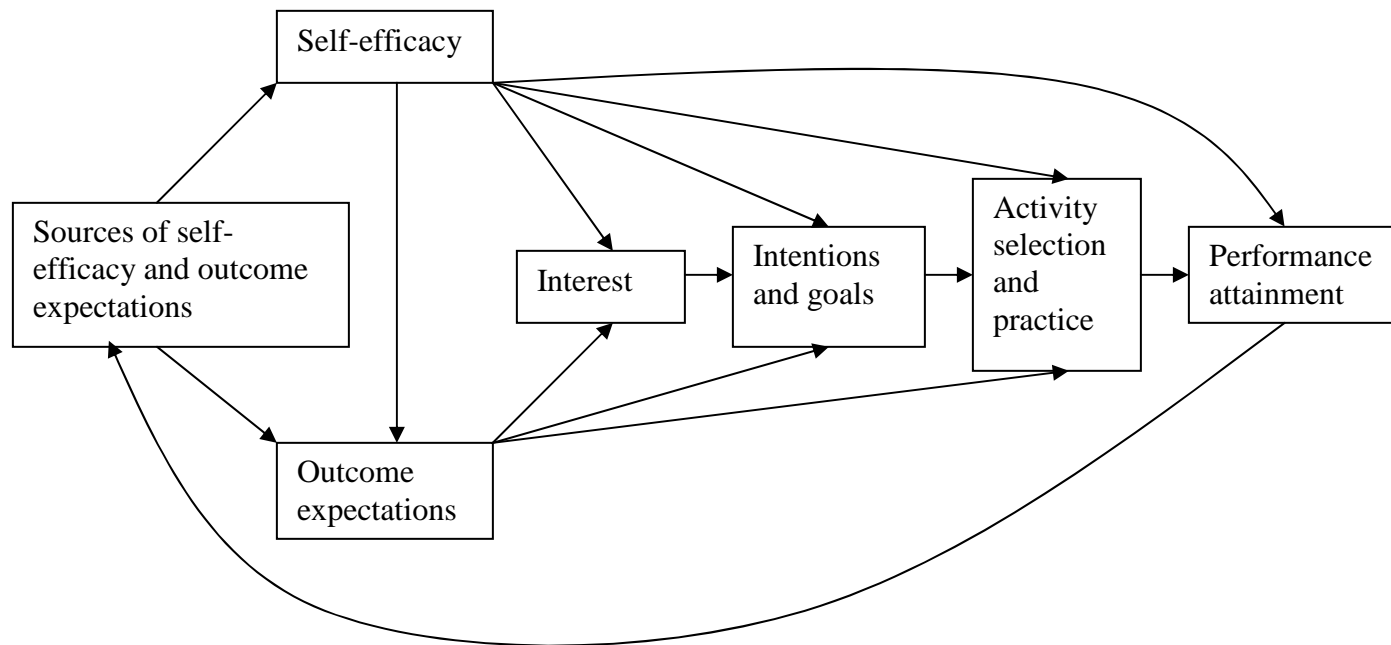 Self-efficacy
Sources of self-
efficacy and outcome
expectations
Interest
Intentions
and goals
Activity
selection
and
practice
Performance
attainment
Outcome
expectations